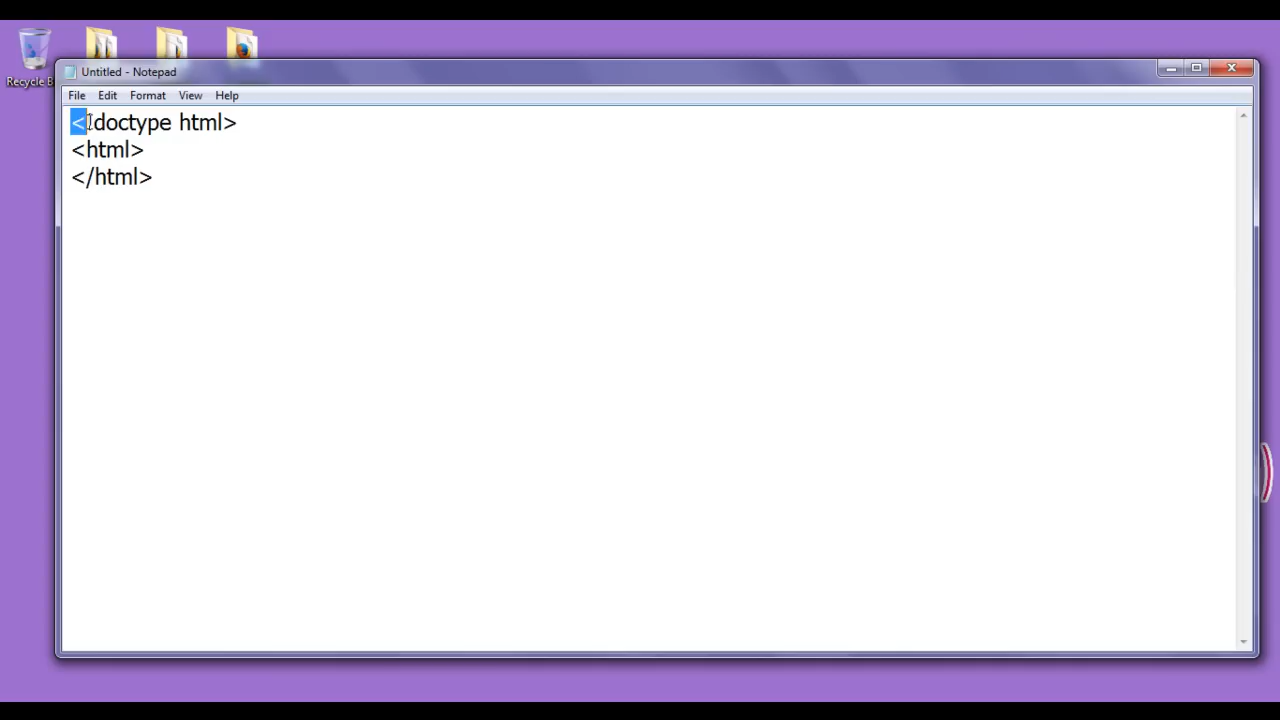 Recycle B
Untitled - Notepad
File Edit Format View Help
<!doctype html>
<html>
</html>